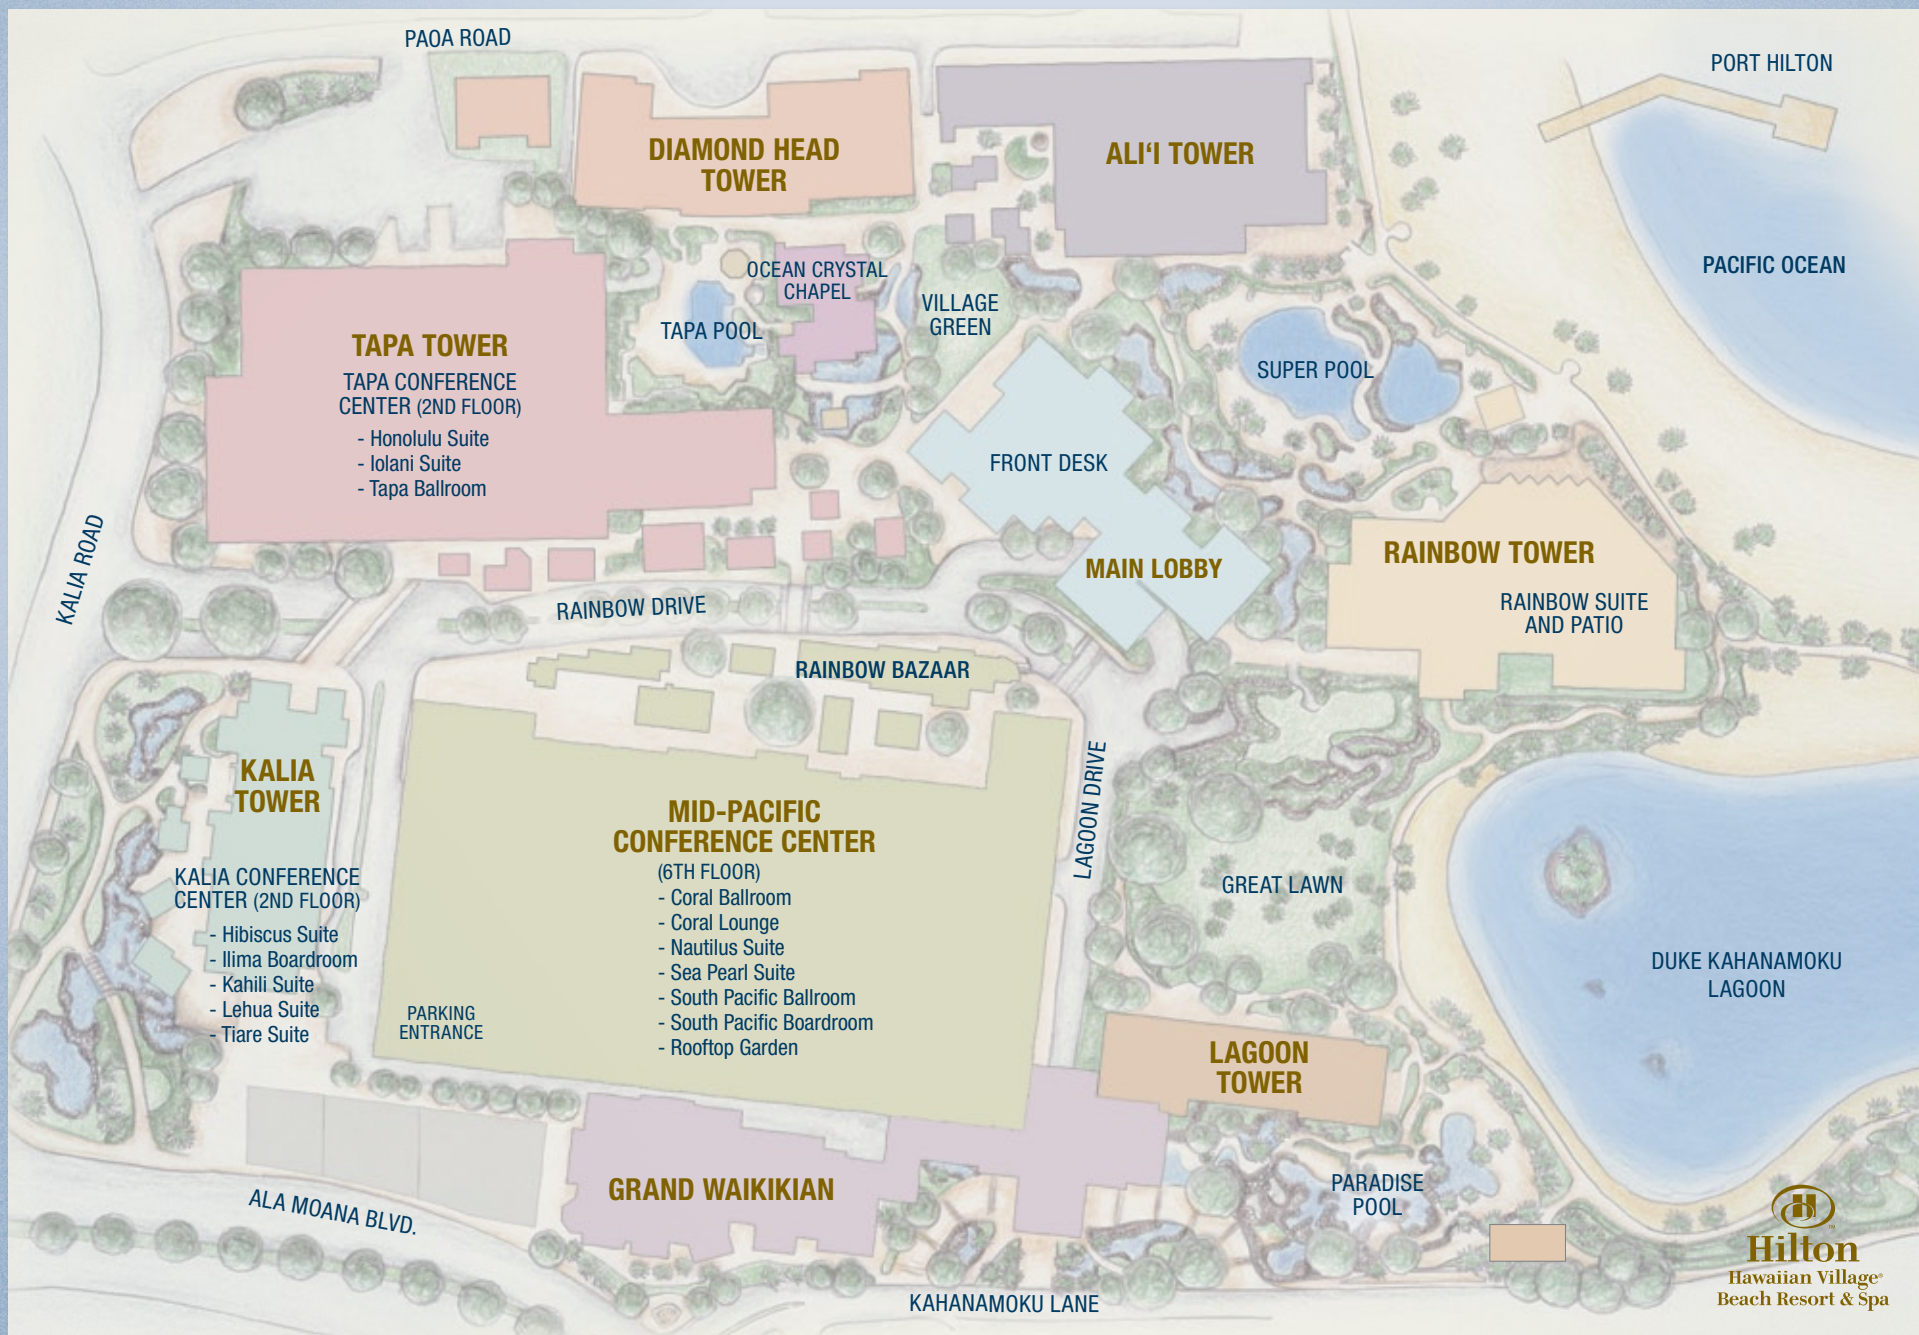 PAOA ROAD
PORT HILTON
DIAMOND HEAD
TOWER
ALI‘I TOWER
PACIFIC OCEAN
OCEAN CRYSTAL
CHAPEL
VILLAGE
GREEN
TAPA POOL
TAPA TOWER
TAPA CONFERENCE
CENTER (2ND FLOOR)
- Honolulu Suite
- Iolani Suite
- Tapa Ballroom
SUPER POOL
FRONT DESK
MAIN LOBBY
RAINBOW TOWER
RAINBOW SUITE
AND PATIO
KALIA ROAD
RAINBOW DRIVE
RAINBOW BAZAAR
KALIA
TOWER
KALIA CONFERENCE
CENTER (2ND FLOOR)
- Hibiscus Suite
- Ilima Boardroom
- Kahili Suite
- Lehua Suite
- Tiare Suite
MID-PACIFIC
CONFERENCE CENTER
(6TH FLOOR)
- Coral Ballroom
- Coral Lounge
- Nautilus Suite
- Sea Pearl Suite
- South Pacific Ballroom
- South Pacific Boardroom
- Rooftop Garden
PARKING
ENTRANCE
LAGOON DRIVE
GREAT LAWN
DUKE KAHANAMOKU
LAGOON
LAGOON
TOWER
GRAND WAIKIKIAN
PARADISE
POOL
ALA MOANA BLVD.
KAHANAMOKU LANE
H
™
Hilton
Hawaiian Village®
Beach Resort & Spa